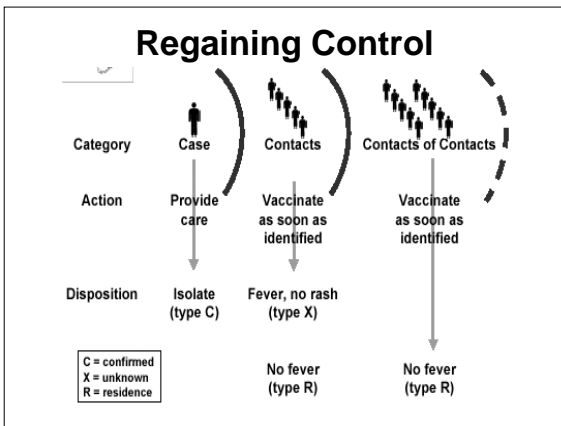 Regaining Control
Category Case Contacts Contacts of Contacts
Action Provide Vaccinate Vaccinate
care as soon as as soon as
identified identified
Disposition Isolate Fever, no rash
(type C) (type X)
C = confirmed
X = unknown
R = residence
No fever No fever
(type R) (type R)